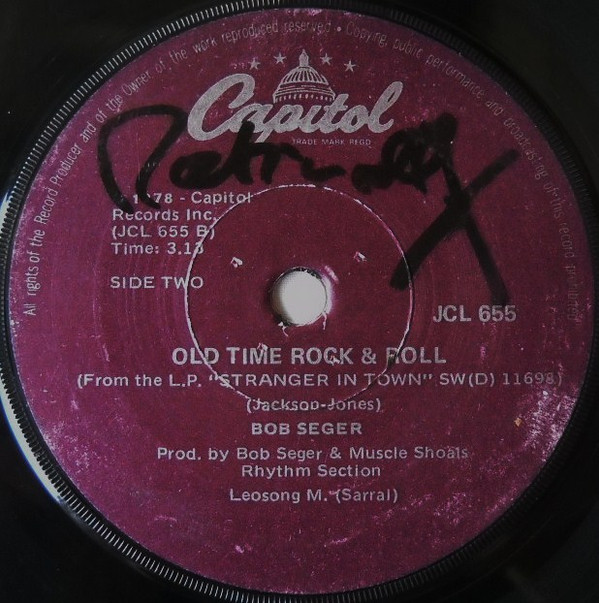 All rights of the Record Producer and of the Owner of the work reproduced reserved • Copying, public performance and broadcasting of this record prohibited
Capitol
TRADE MARK REGD
1978 - Capitol
Records Inc.
(JCL 655 B)
Time: 3.13
SIDE TWO
JCL 655
OLD TIME ROCK & ROLL
(From the L.P. "STRANGER IN TOWN" SW(D) 11698)
(Jackson-Jones)
BOB SEGER
Prod. by Bob Seger & Muscle Shoals
Rhythm Section
Leosong M. (Sarral)